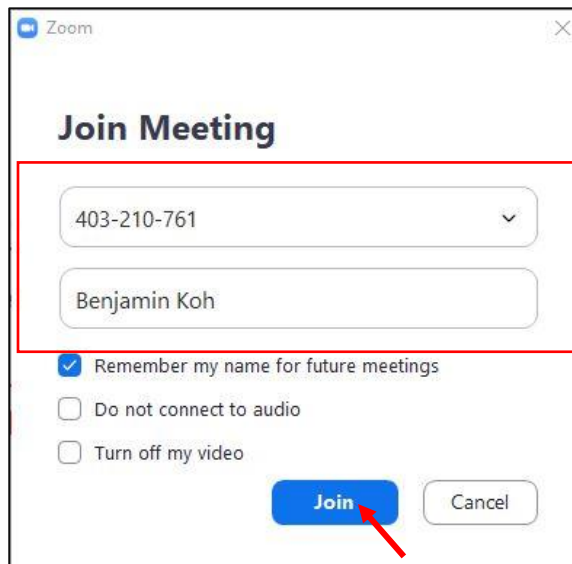 Zoom
Join Meeting
403-210-761
Benjamin Koh
Remember my name for future meetings
Do not connect to audio
Turn off my video
Join Cancel